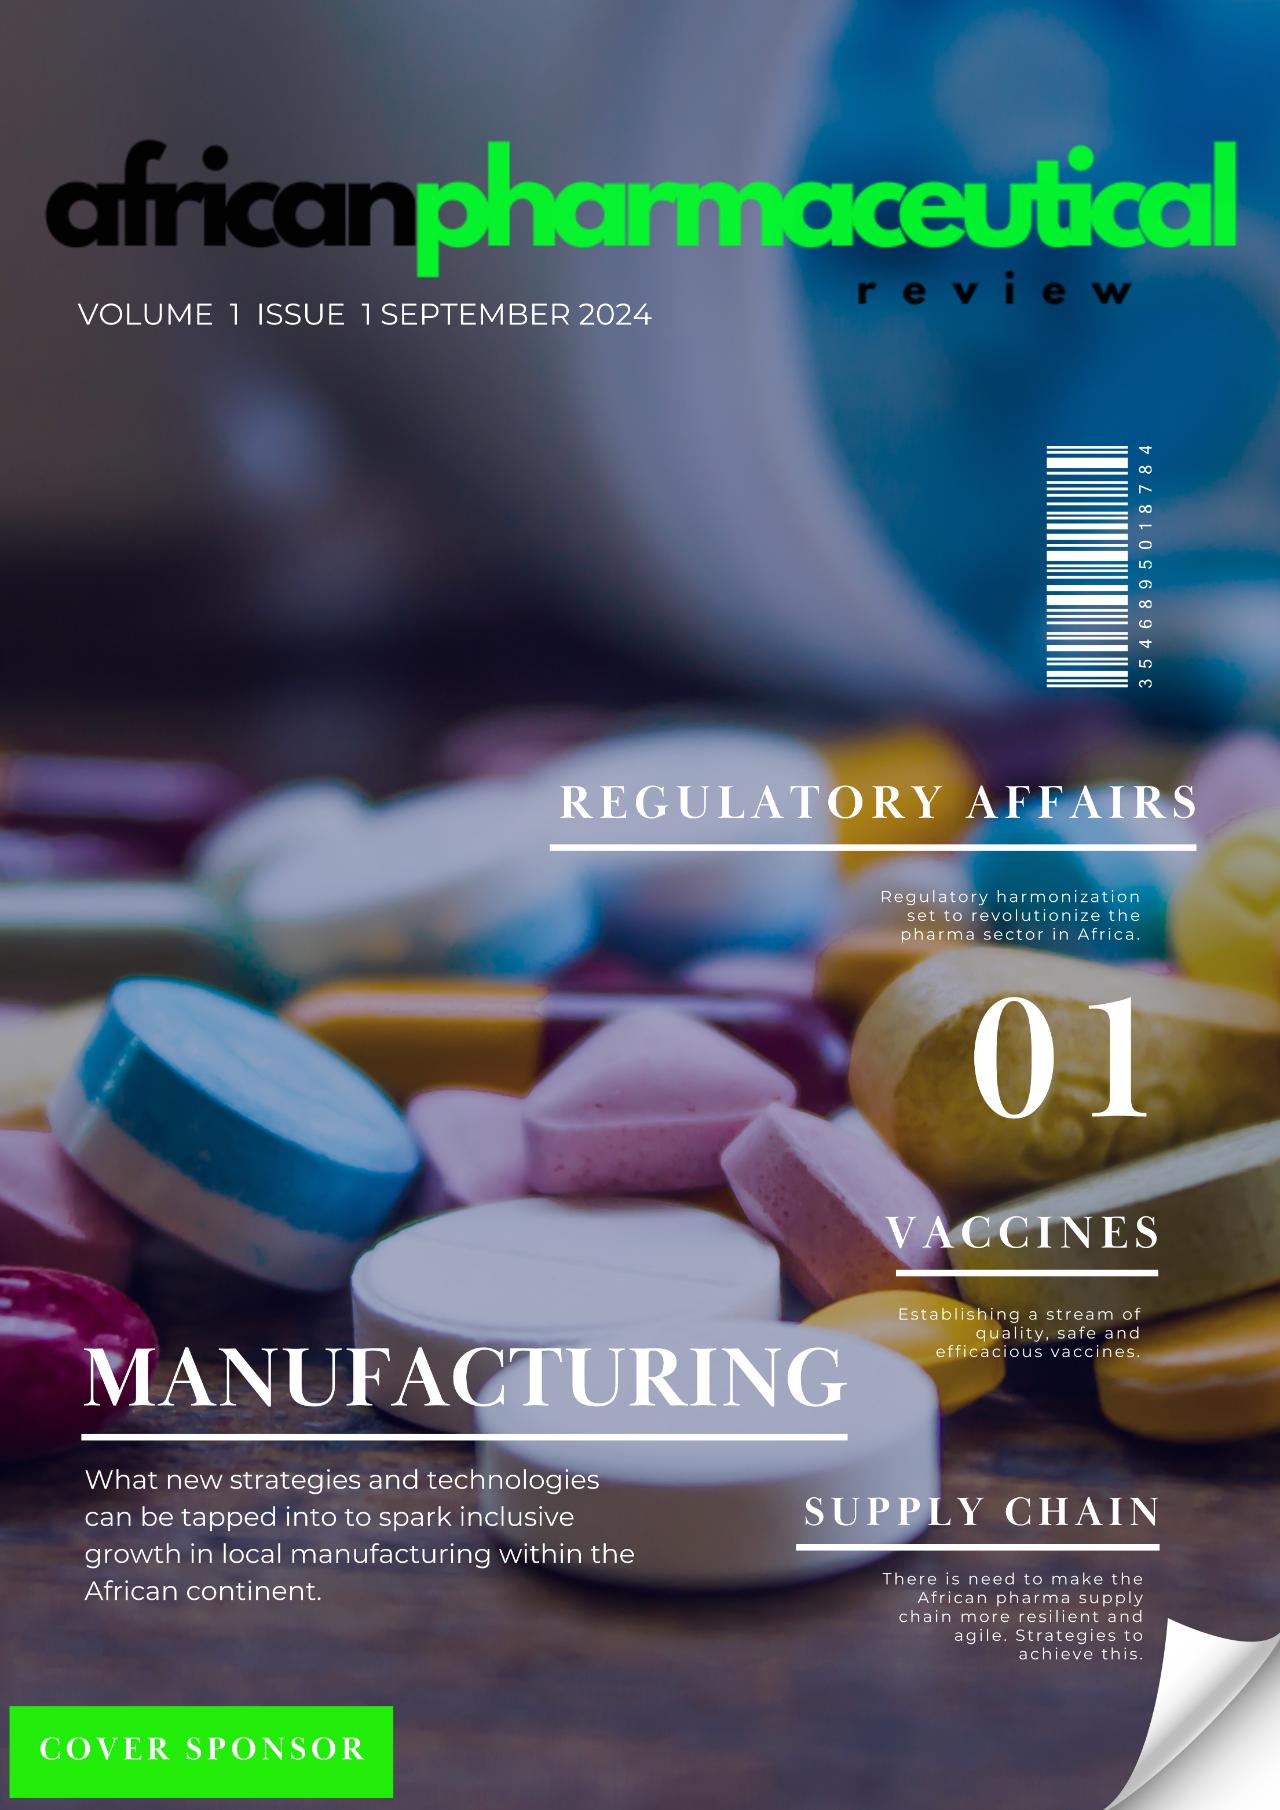 africanpharmaceutical
review
VOLUME 1 ISSUE 1 SEPTEMBER 2024
3546895018784
REGULATORY AFFAIRS
Regulatory harmonization
set to revolutionize the
pharma sector in Africa.
01
VACCINES
Establishing a stream of
quality, safe and
efficacious vaccines.
MANUFACTURING
What new strategies and technologies
can be tapped into to spark inclusive
growth in local manufacturing within the
African continent.
SUPPLY CHAIN
There is need to make the
African pharma supply
chain more resilient and
agile. Strategies to
achieve this.
COVER SPONSOR